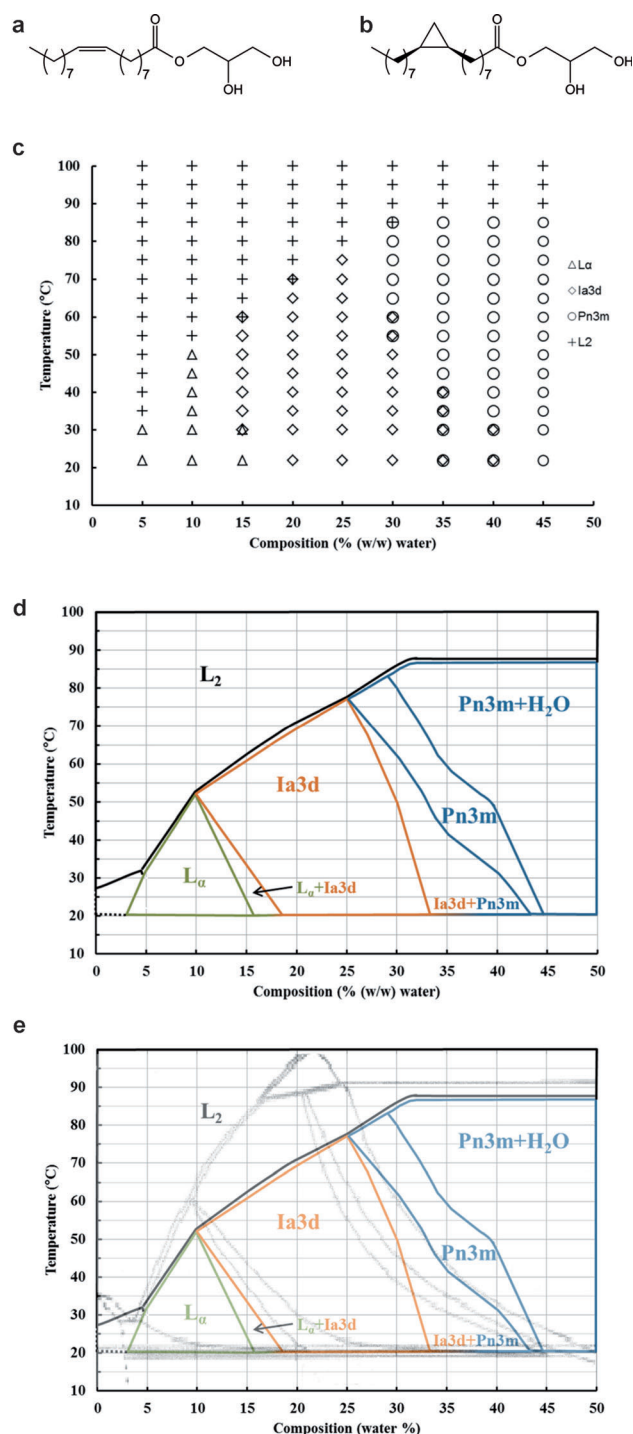 a
b
O
O
OH
OH
7
7
O
O
OH
OH
7
7
c
Temperature (°C)
100
90
80
70
60
50
40
30
20
10
0 5 10 15 20 25 30 35 40 45 50
Composition (% (w/w) water)
Lα
Ia3d
Pn3m
L2
d
Temperature (°C)
100
90
80
70
60
50
40
30
20
10
0 5 10 15 20 25 30 35 40 45 50
Composition (% (w/w) water)
L2
Pn3m+H2O
Ia3d
Pn3m
Lα
Lα+Ia3d
Ia3d+Pn3m
e
Temperature (°C)
100
90
80
70
60
50
40
30
20
10
0 5 10 15 20 25 30 35 40 45 50
Composition (water %)
L2
Pn3m+H2O
Ia3d
Pn3m
Lα
Lα+Ia3d
Ia3d+Pn3m